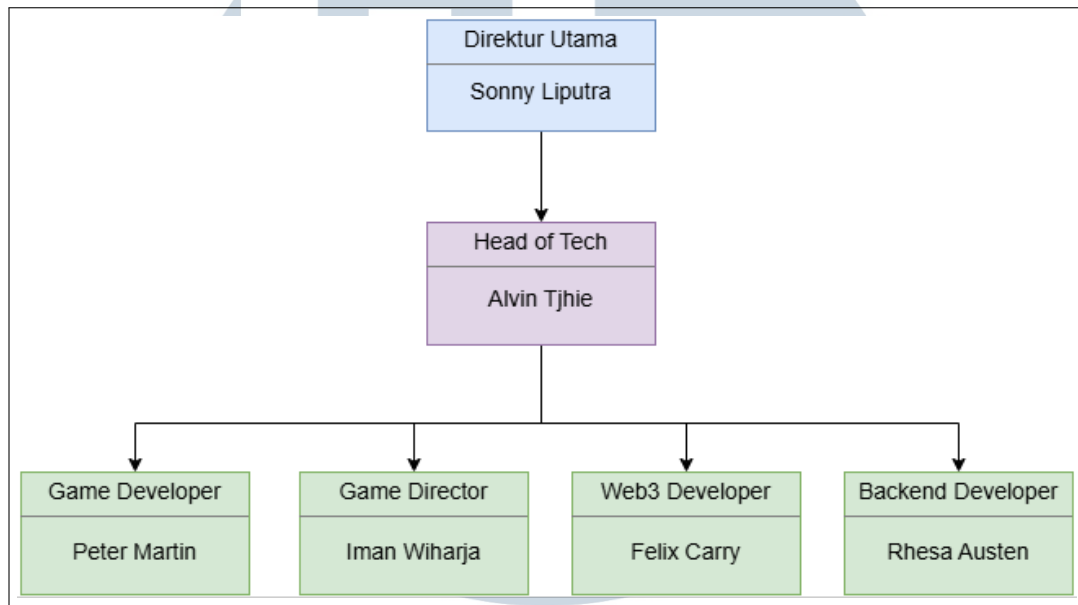 Direktur Utama
Sonny Liputra
Head of Tech
Alvin Tjhie
Game Developer
Peter Martin
Game Director
Iman Wiharja
Web3 Developer
Felix Carry
Backend Developer
Rhesa Austen